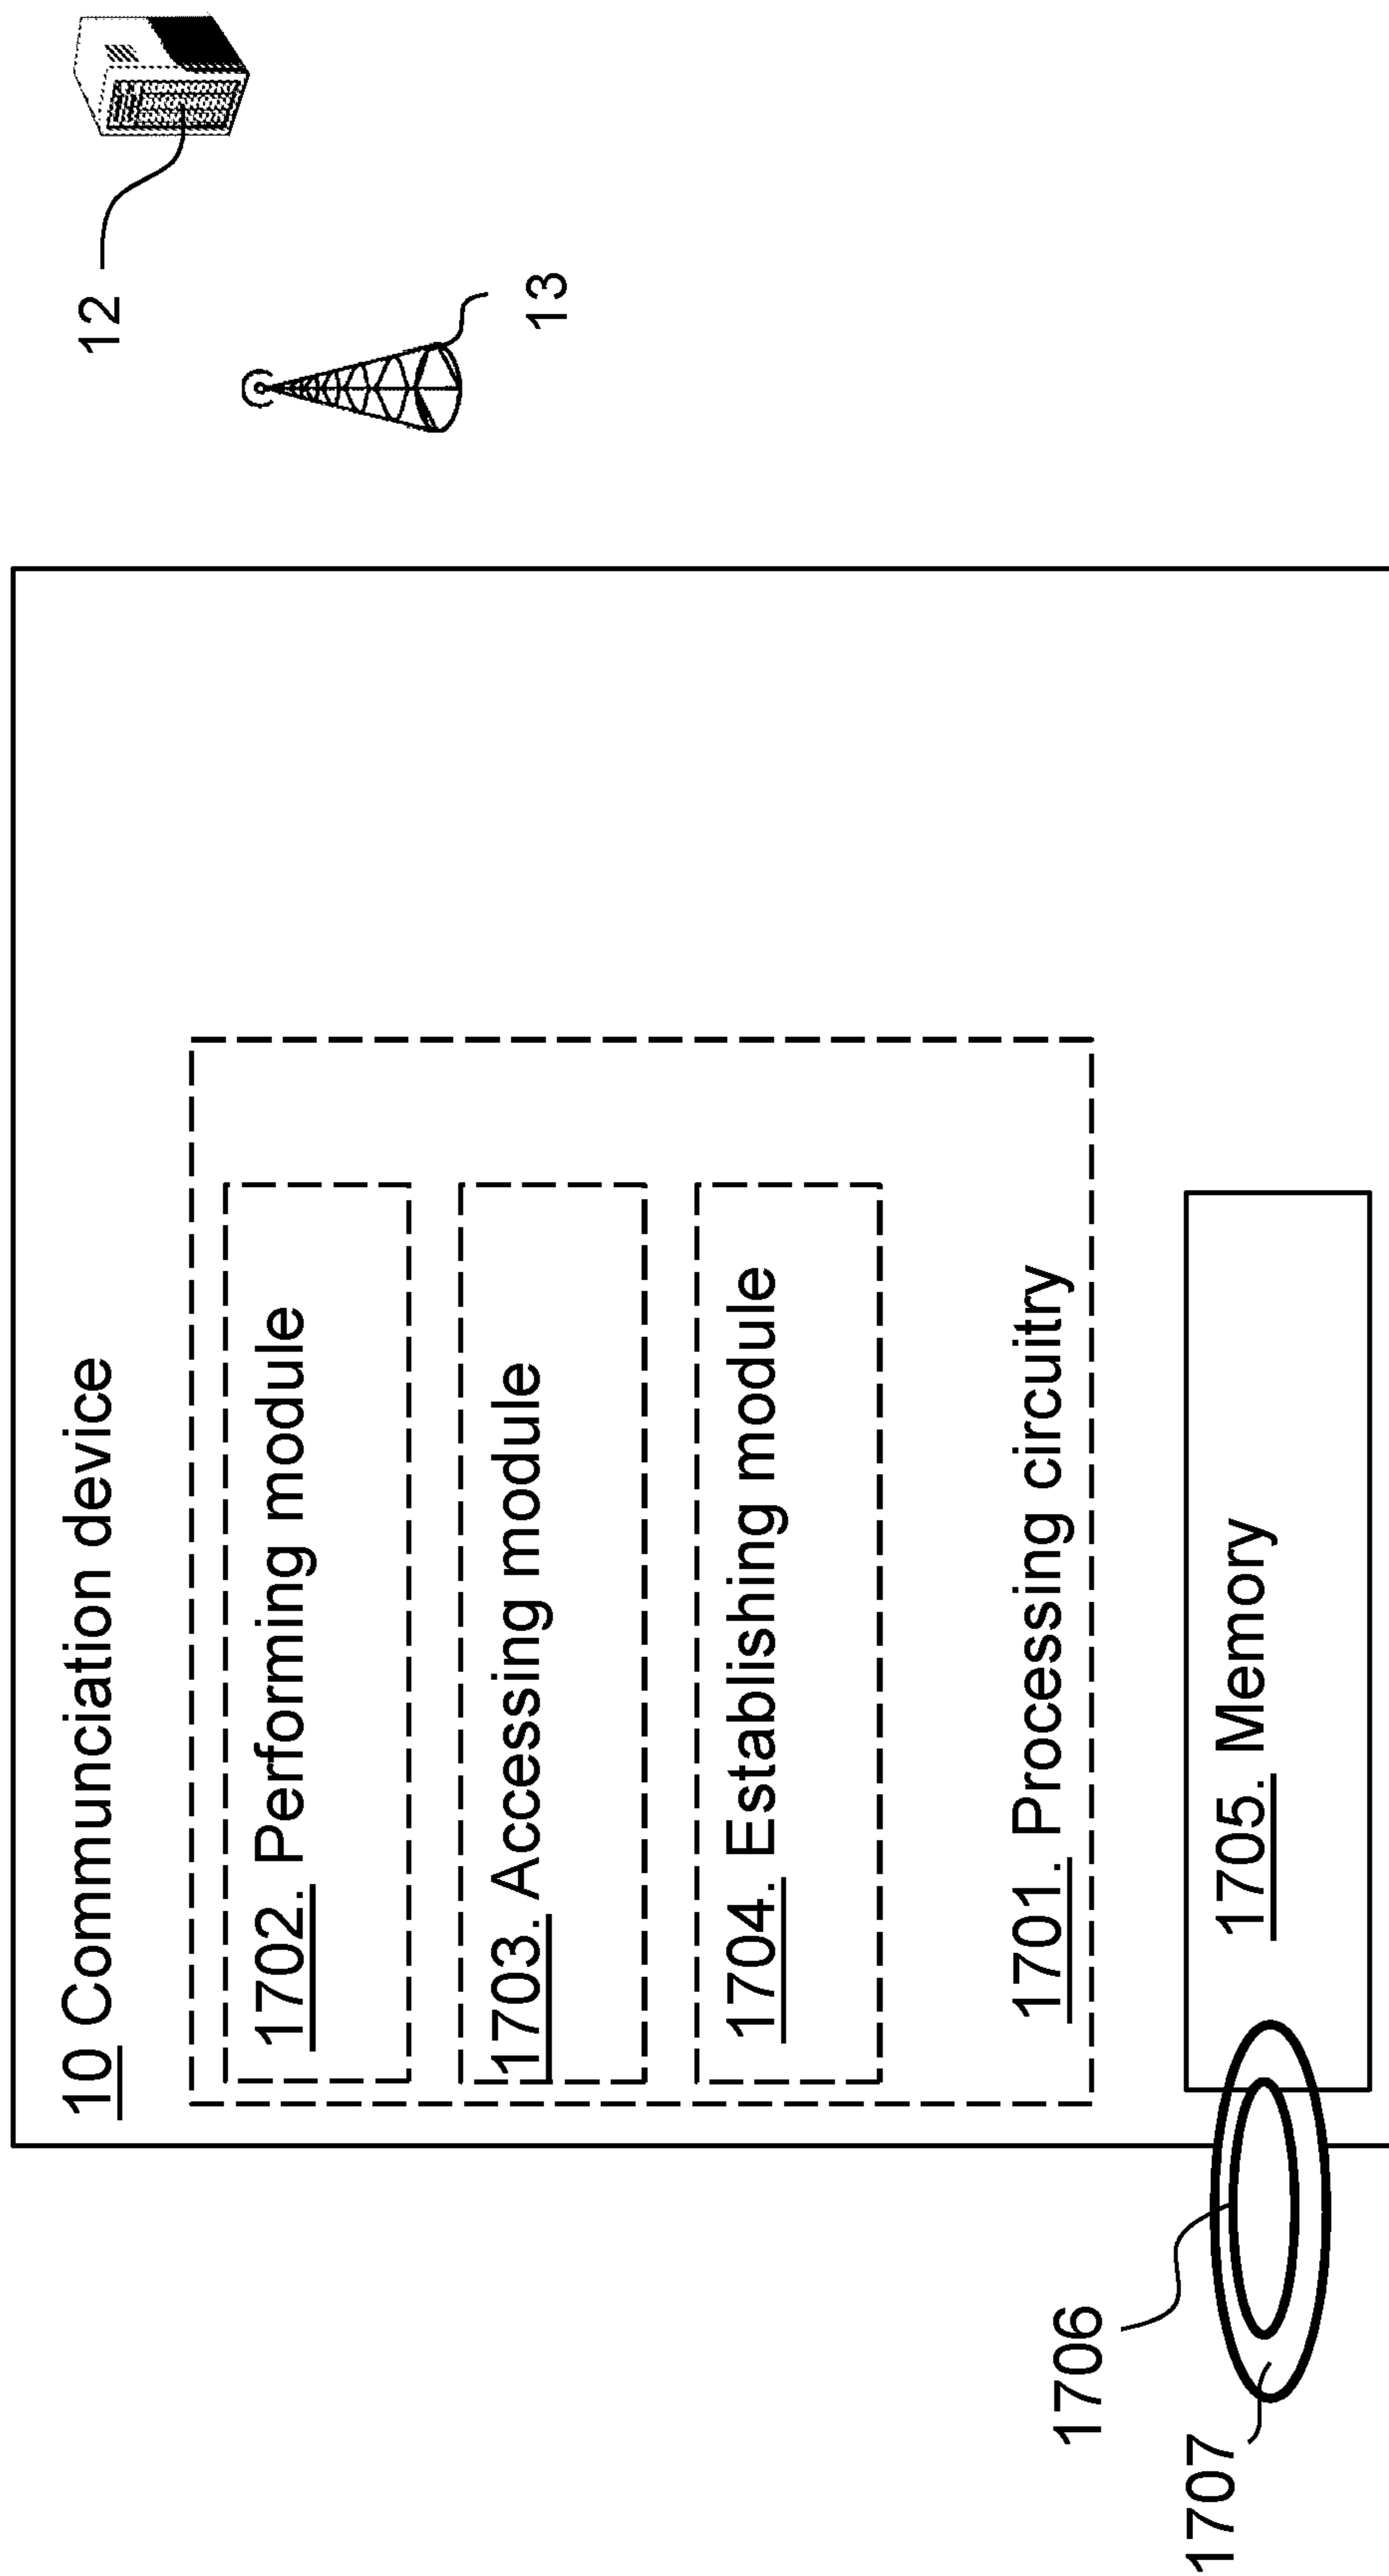 10 Communciation device
1702. Performing module
1703. Accessing module
1704. Establishing module
1701. Processing circuitry
1705. Memory
1706
1707
12
13